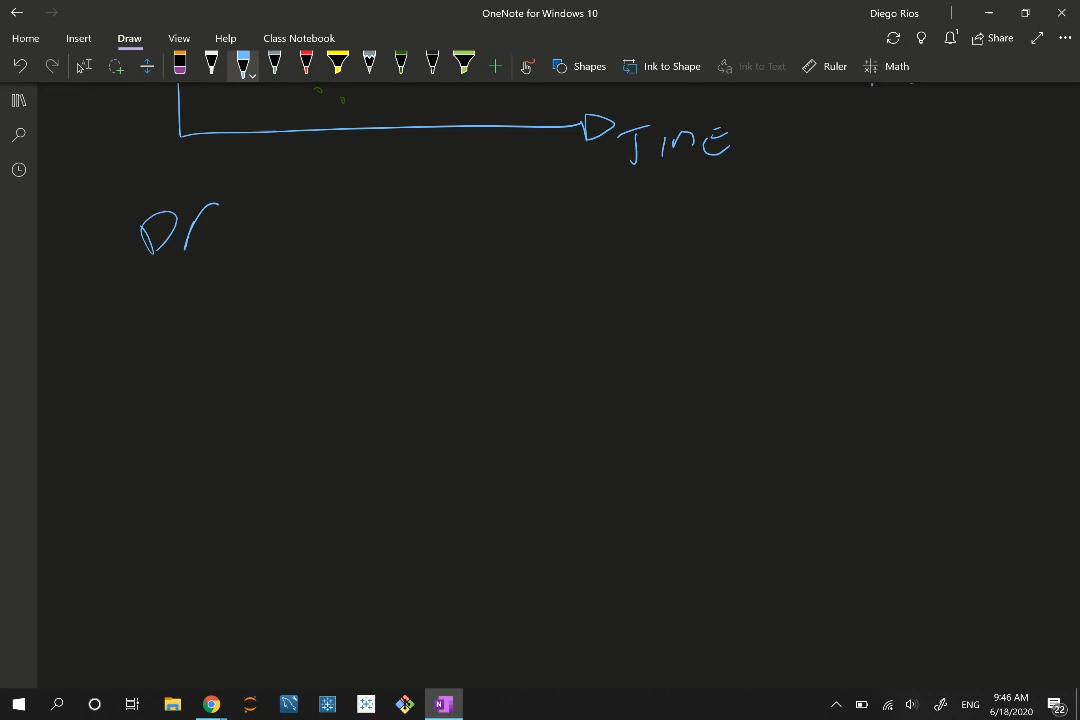 OneNote for Windows 10
Diego Rios
Home
Insert
Draw
View
Help
Class Notebook
Share
Shapes
Ink to Shape
Ink to Text
Ruler
Math
TIME
Dr
ENG
9:46 AM
6/18/2020
22